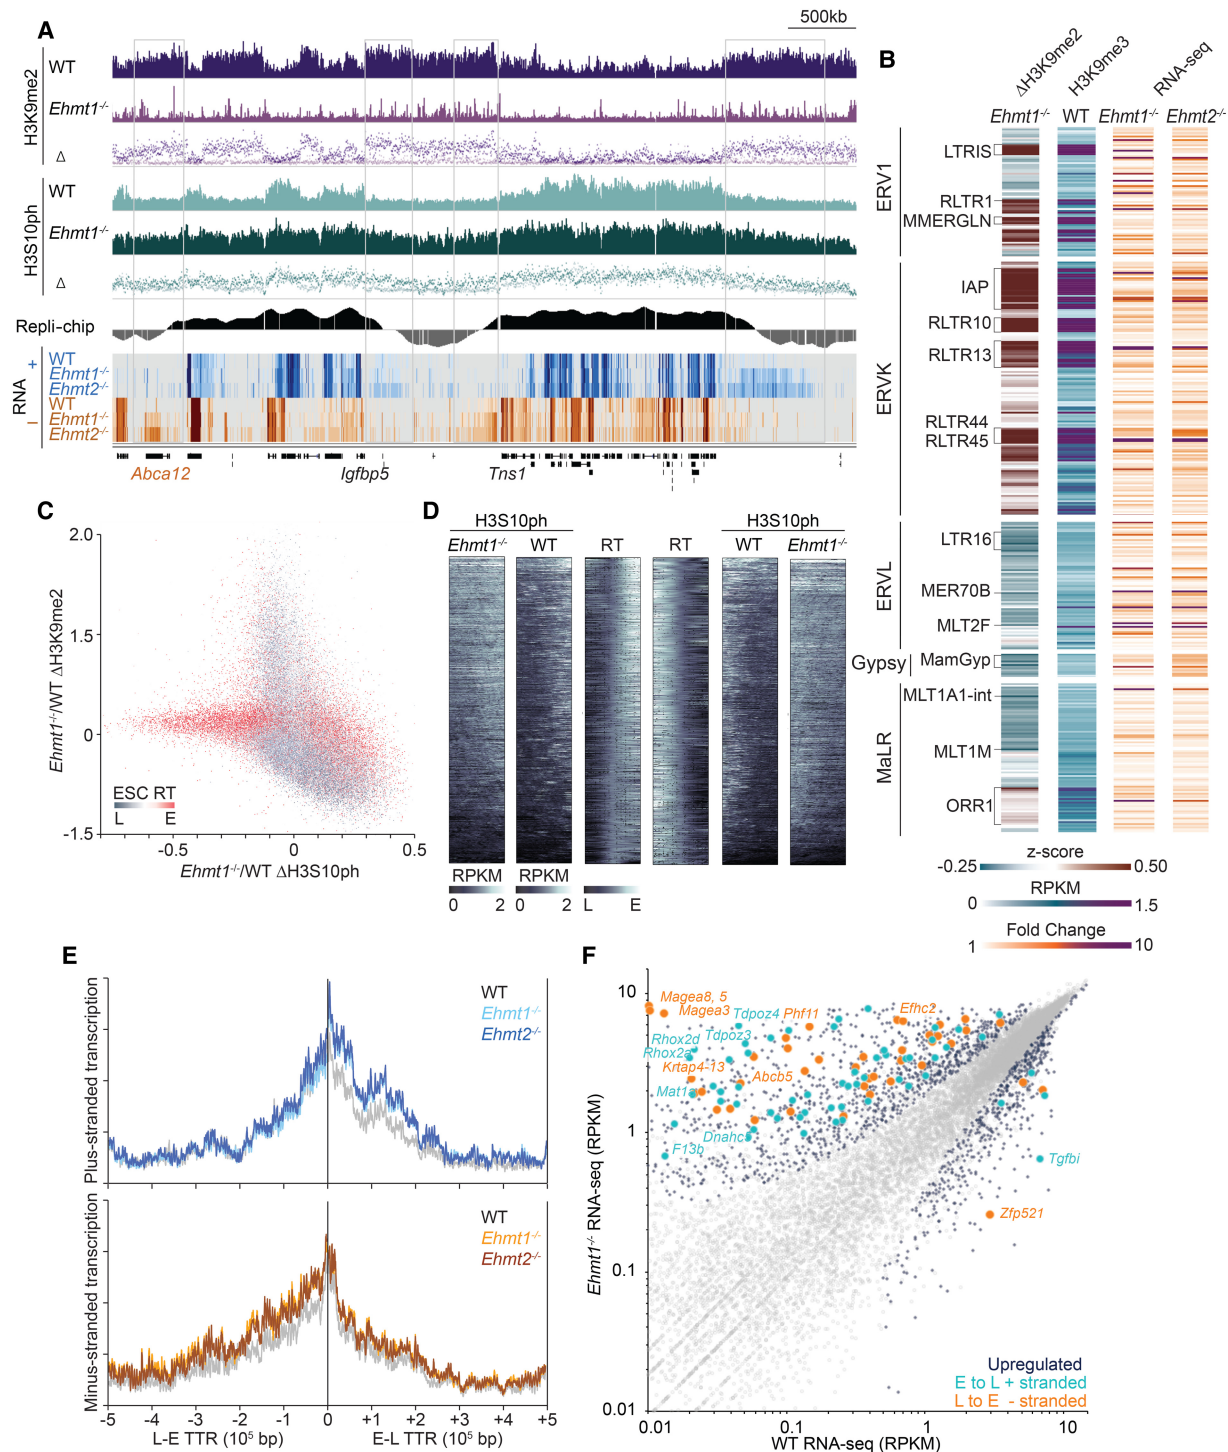 A
500kb
H3K9me2
WT
Ehmt1-/-
Δ
H3S10ph
WT
Ehmt1-/-
Δ
Repli-chip
RNA
+
WT
Ehmt1-/-
Ehmt2-/-
–
WT
Ehmt1-/-
Ehmt2-/-
Abca12
Igfbp5
Tns1
B
ΔH3K9me2
H3K9me3
RNA-seq
Ehmt1-/-
WT
Ehmt1-/-
Ehmt2-/-
ERV1
LTRIS
RLTR1
MMERGLN
ERVK
IAP
RLTR10
RLTR13
RLTR44
RLTR45
ERVL
LTR16
MER70B
MLT2F
Gypsy
MamGyp
MaLR
MLT1A1-int
MLT1M
ORR1
z-score
-0.25
0.50
RPKM
0
1.5
Fold Change
1
10
C
Ehmt1-/-/WT ΔH3K9me2
2.0
1.5
0
-1.5
ESC RT
L
E
-0.5
0
0.5
Ehmt1-/-/WT ΔH3S10ph
D
H3S10ph
H3S10ph
Ehmt1-/-
WT
RT
RT
WT
Ehmt1-/-
RPKM
RPKM
0
2
0
2
L
E
E
Plus-stranded transcription
WT
Ehmt1-/-
Ehmt2-/-
Minus-stranded transcription
WT
Ehmt1-/-
Ehmt2-/-
-5
-4
-3
-2
-1
0
+1
+2
+3
+4
+5
L-E TTR (10⁵ bp)
E-L TTR (10⁵ bp)
F
Ehmt1-/- RNA-seq (RPKM)
10
1
0.1
0.01
Magea8, 5
Magea3
Tdpoz4
Phf11
Efhc2
Rhox2d
Tdpoz3
Rhox2a
Krtap4-13
Abcb5
Mat1a
Dnahc
F13b
Tgfbi
Zfp521
Upregulated
E to L + stranded
L to E - stranded
0.01
0.1
1
10
WT RNA-seq (RPKM)